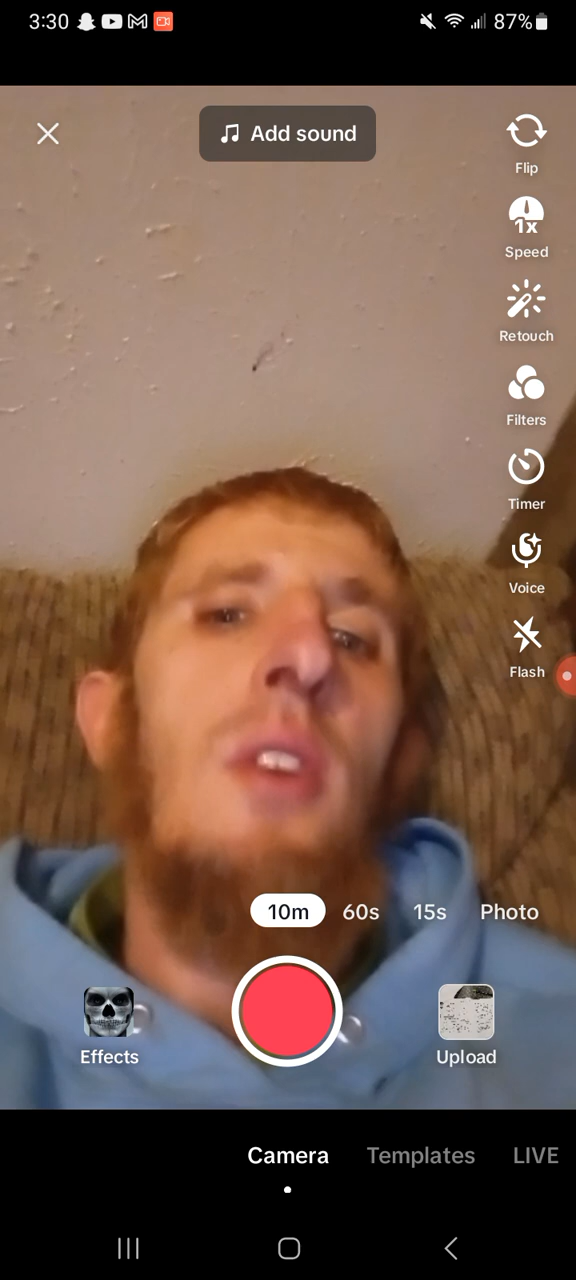 3:30 87%
Add sound
Flip
1x
Speed
Retouch
Filters
Timer
Voice
Flash
10m 60s 15s Photo
Effects Upload
Camera Templates LIVE